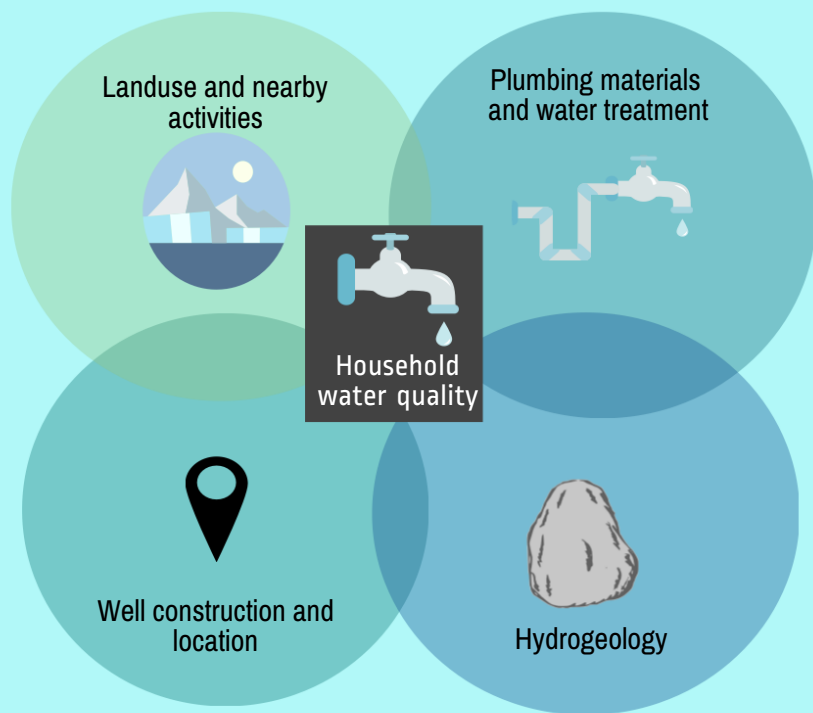 Landuse and nearby
activities
Plumbing materials
and water treatment
Household
water quality
Well construction and
location
Hydrogeology